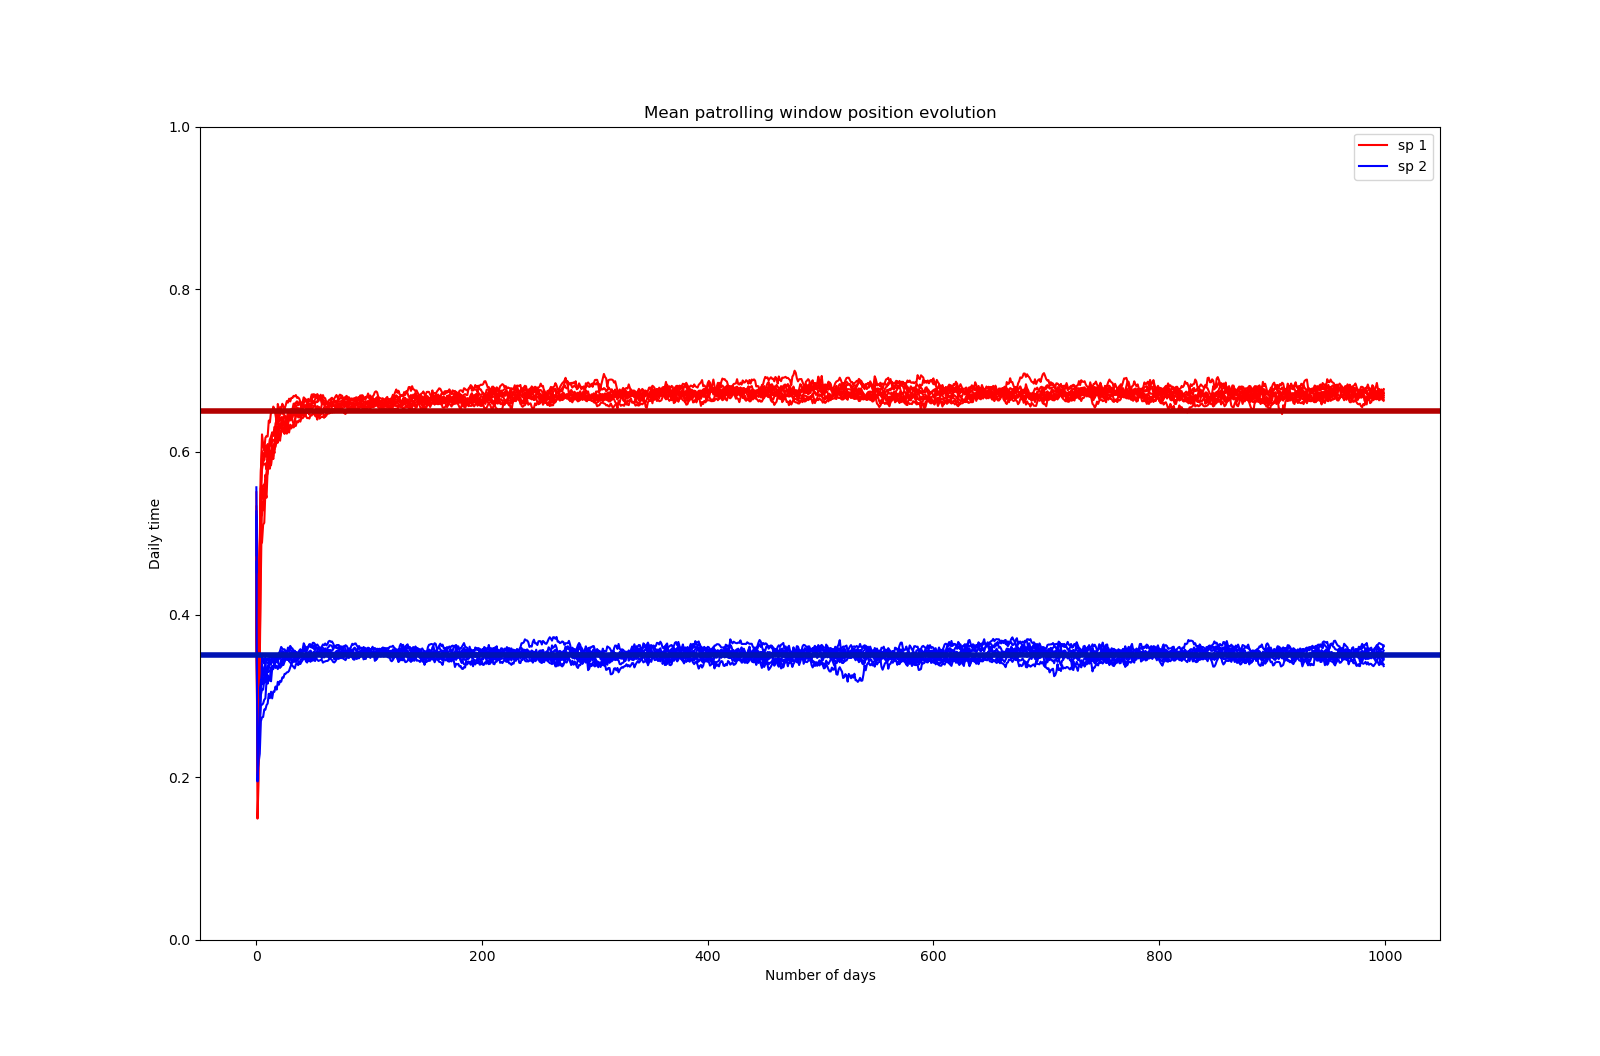 Mean patrolling window position evolution
sp 1
sp 2
1.0
0.8
0.6
0.4
0.2
0.0
Daily time
0 200 400 600 800 1000
Number of days